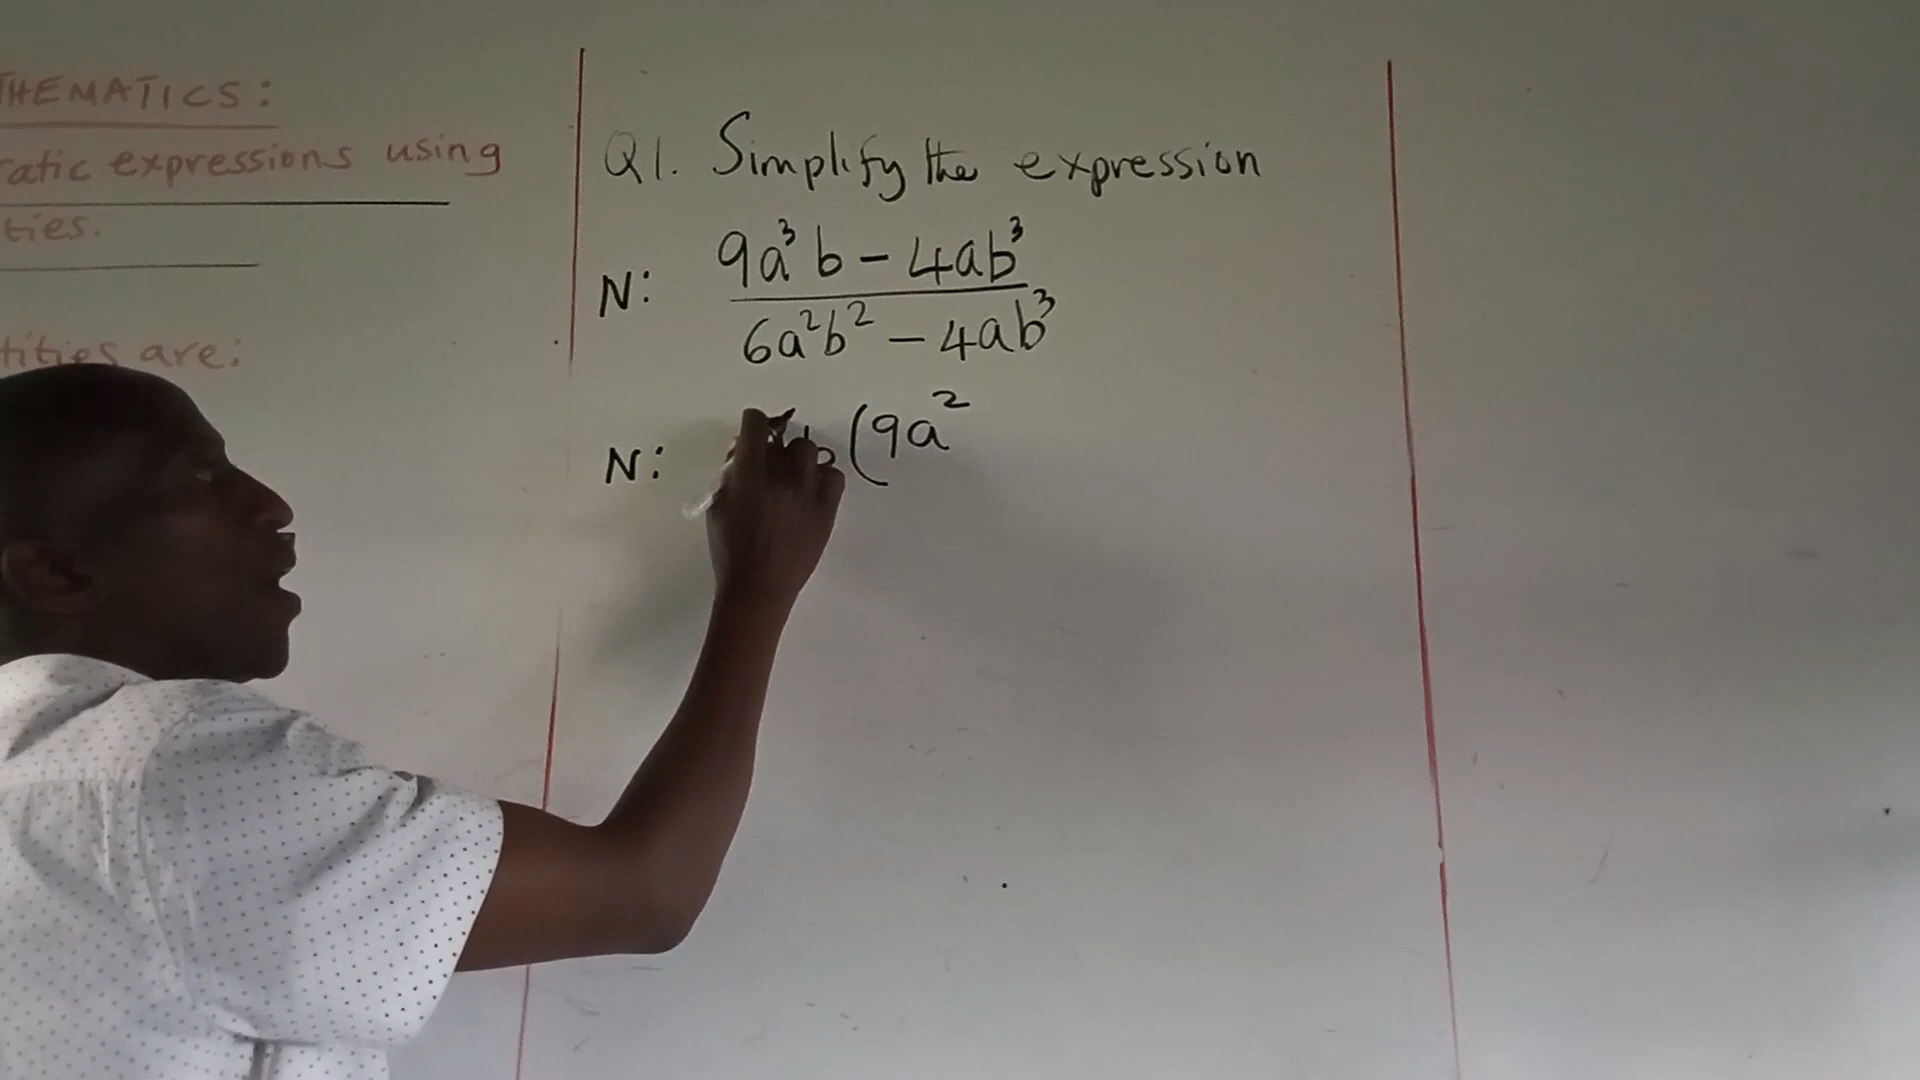 THEMATICS:
ratic expressions using
ties.
tities are:
Q1. Simplify the expression
N: 9a³b - 4ab³
6a²b² - 4ab³
N: b (9a²